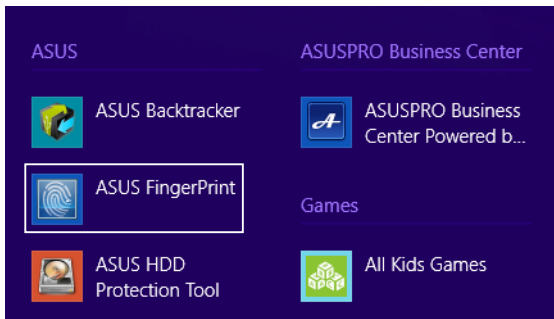 ASUS
ASUS Backtracker
ASUS FingerPrint
ASUS HDD
Protection Tool
ASUSPRO Business Center
ASUSPRO Business
Center Powered b...
Games
All Kids Games